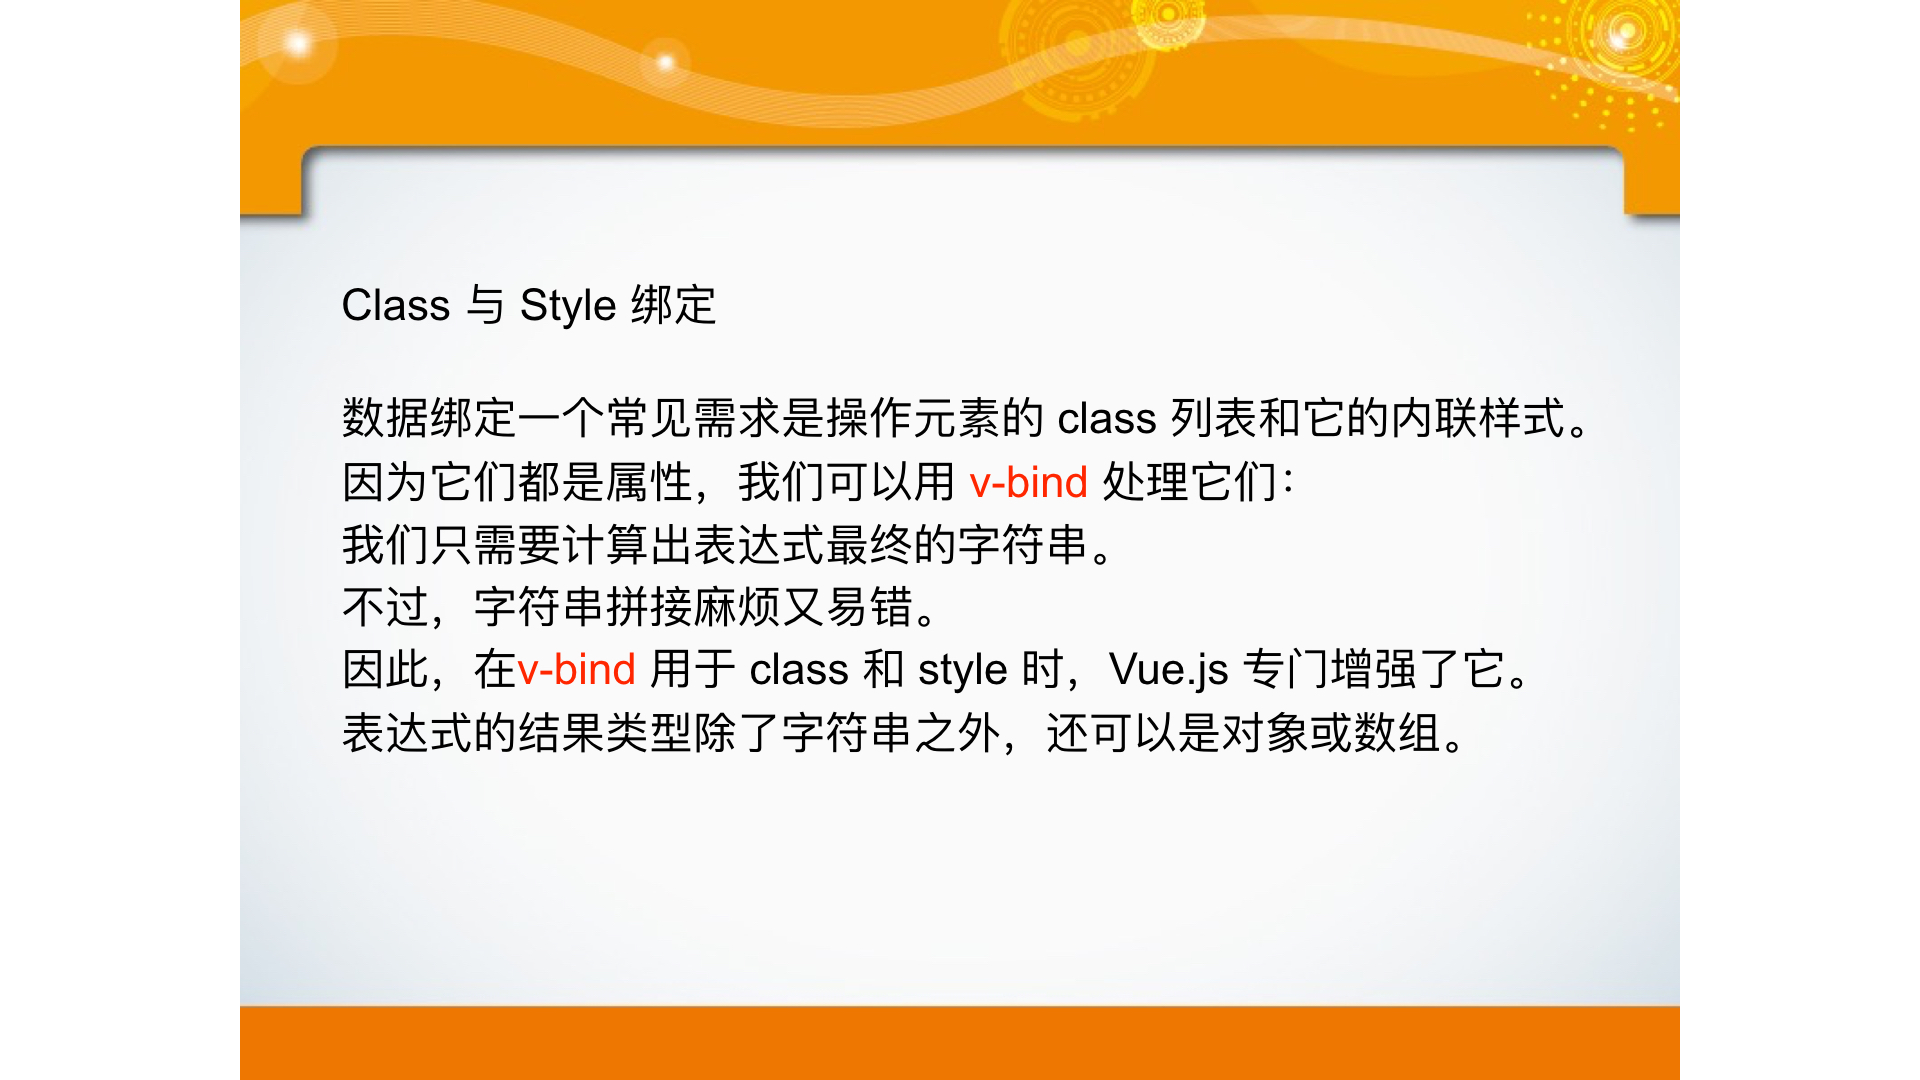 Class 与 Style 绑定
数据绑定一个常见需求是操作元素的 class 列表和它的内联样式。
因为它们都是属性，我们可以用 v-bind 处理它们：
我们只需要计算出表达式最终的字符串。
不过，字符串拼接麻烦又易错。
因此，在v-bind 用于 class 和 style 时，Vue.js 专门增强了它。
表达式的结果类型除了字符串之外，还可以是对象或数组。